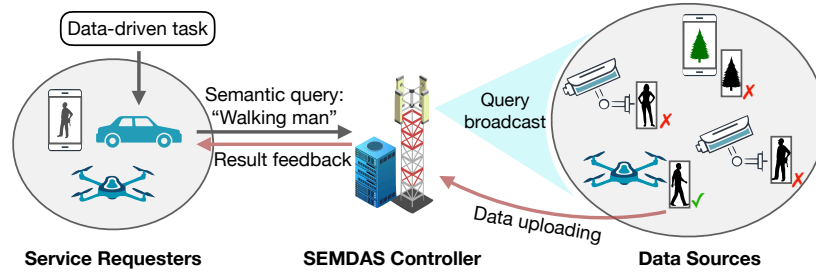 Data-driven task
Semantic query:
“Walking man”
Result feedback
Query
broadcast
Data uploading
Service Requesters
SEMDAS Controller
Data Sources